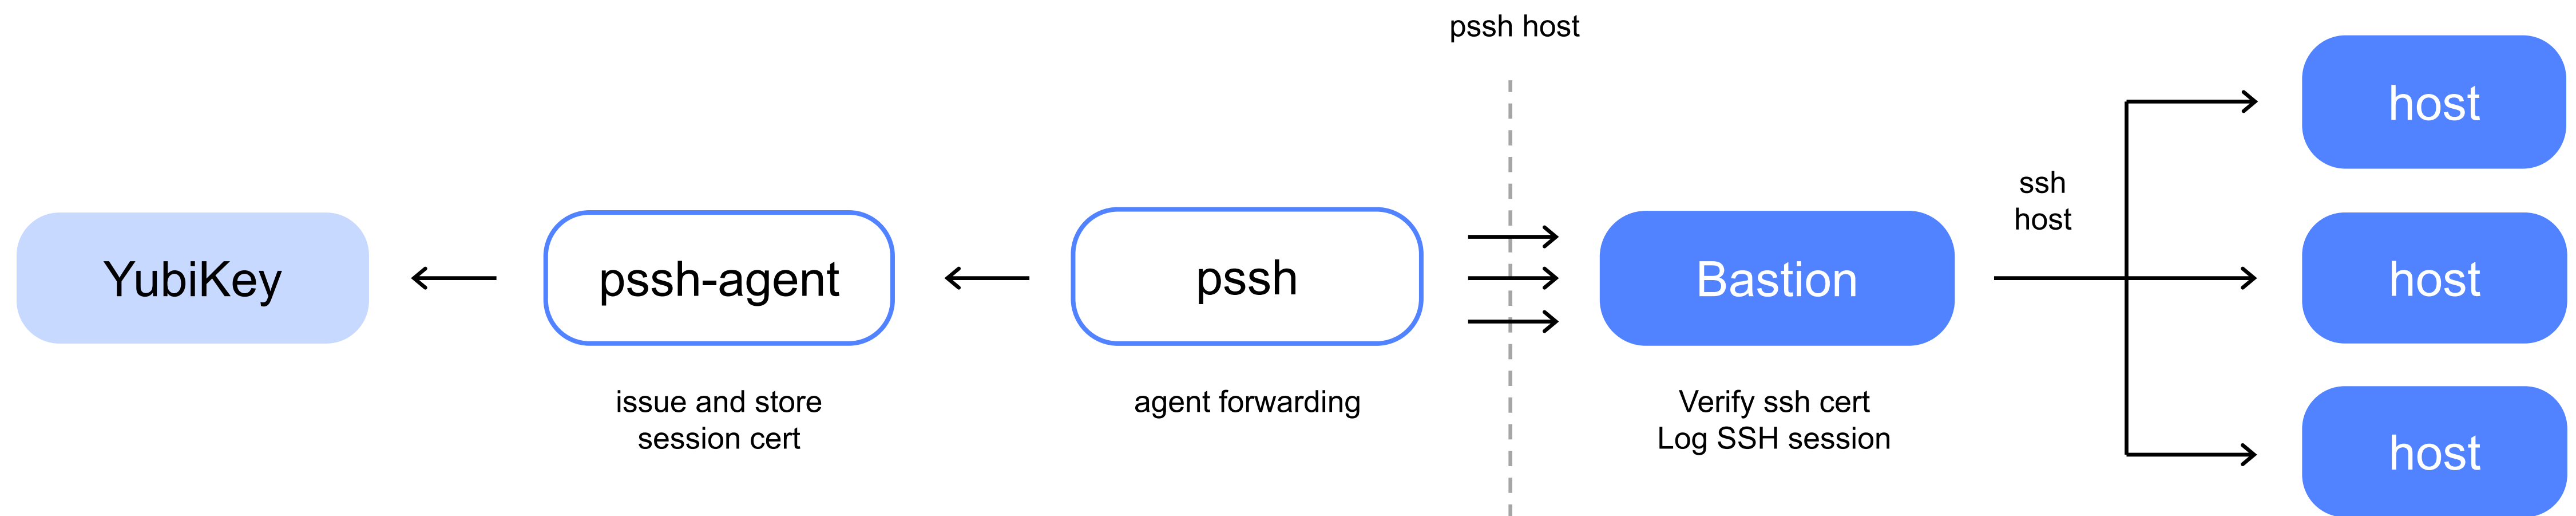 pssh host
YubiKey
pssh-agent
issue and store
session cert
pssh
agent forwarding
Bastion
Verify ssh cert
Log SSH session
ssh
host
host
host
host